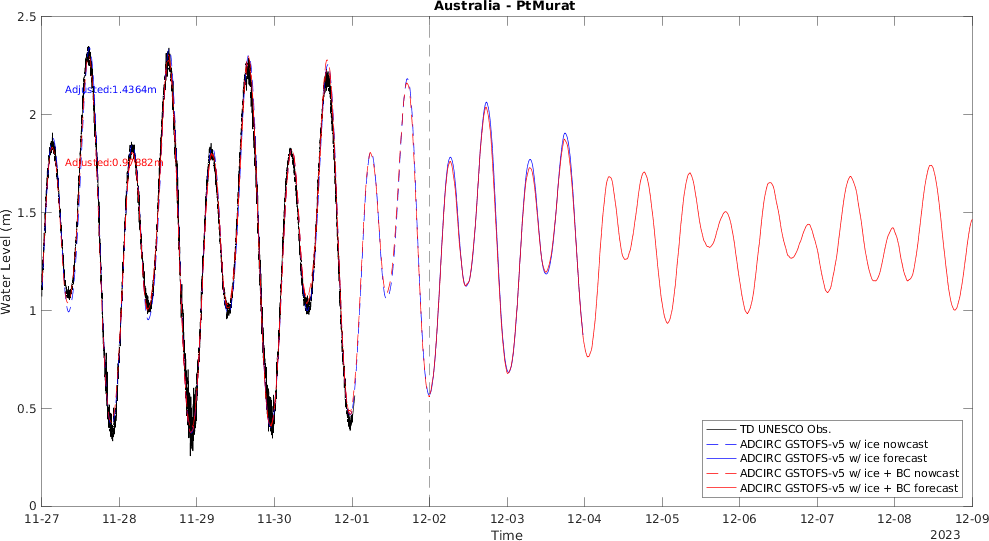 Australia - PtMurat
2.5
2
1.5
1
0.5
0
Water Level (m)
Adjusted:1.4364m
Adjusted:0.97882m
TD UNESCO Obs.
ADCIRC GSTOFS-v5 w/ ice nowcast
ADCIRC GSTOFS-v5 w/ ice forecast
ADCIRC GSTOFS-v5 w/ ice + BC nowcast
ADCIRC GSTOFS-v5 w/ ice + BC forecast
11-27 11-28 11-29 11-30 12-01 12-02 12-03 12-04 12-05 12-06 12-07 12-08 12-09
Time
2023